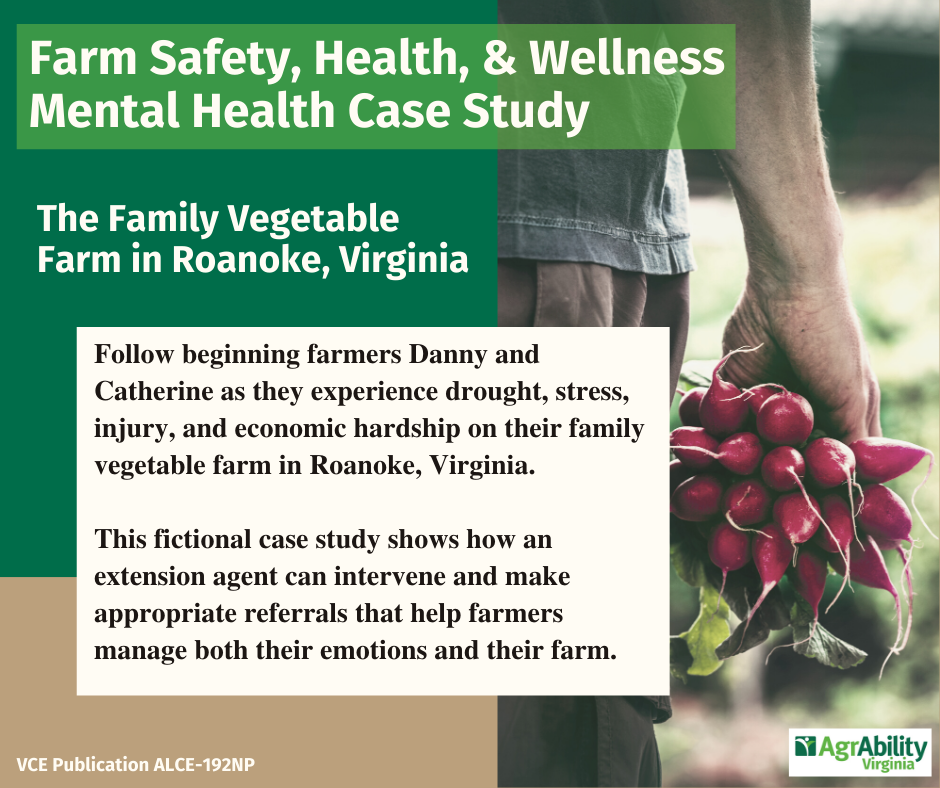 Farm Safety, Health, & Wellness
Mental Health Case Study
The Family Vegetable
Farm in Roanoke, Virginia
Follow beginning farmers Danny and
Catherine as they experience drought, stress,
injury, and economic hardship on their family
vegetable farm in Roanoke, Virginia.
This fictional case study shows how an
extension agent can intervene and make
appropriate referrals that help farmers
manage both their emotions and their farm.
VCE Publication ALCE-192NP
AgrAbility
Virginia